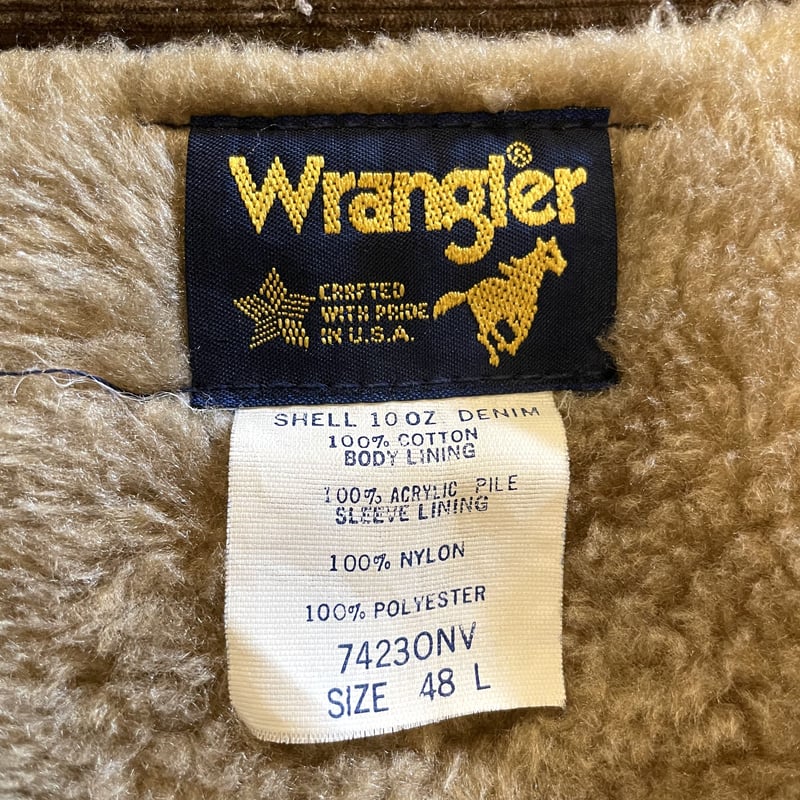 Wrangler®
CRAFTED
WITH PRIDE
IN U.S.A.
SHELL 10 OZ DENIM
100% COTTON
BODY LINING
100% ACRYLIC PILE
SLEEVE LINING
100% NYLON
100% POLYESTER
74230NV
SIZE 48 L